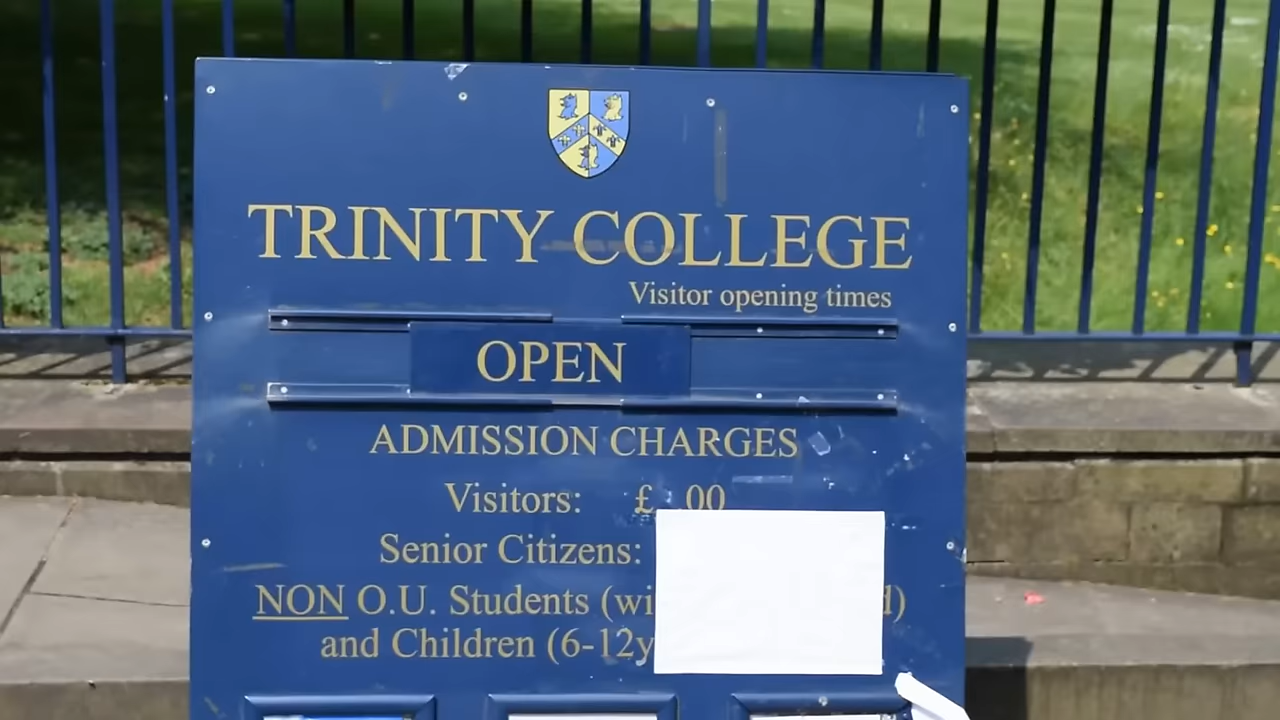 TRINITY COLLEGE
Visitor opening times
OPEN
ADMISSION CHARGES
Visitors: £ .00
Senior Citizens:
NON O.U. Students (wi d)
and Children (6-12y